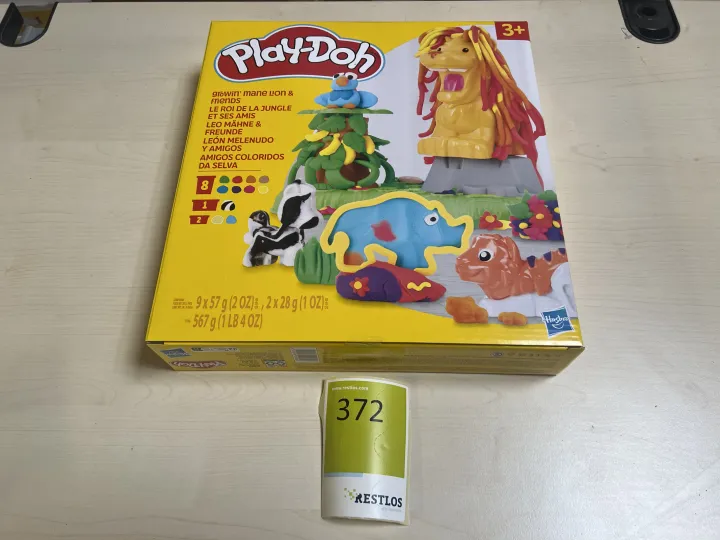 3+
PLAY-DOH
growin' mane lion &
friends
LE ROI DE LA JUNGLE
ET SES AMIS
LEO MÄHNE &
FREUNDE
LEÓN MELENUDO
Y AMIGOS
AMIGOS COLORIDOS
DA SELVA
8
1
2
9 x 57 g (2 OZ) , 2 x 28 g (1 OZ)
567 g (1 LB 4 OZ)
Hasbro
372
RESTLOS